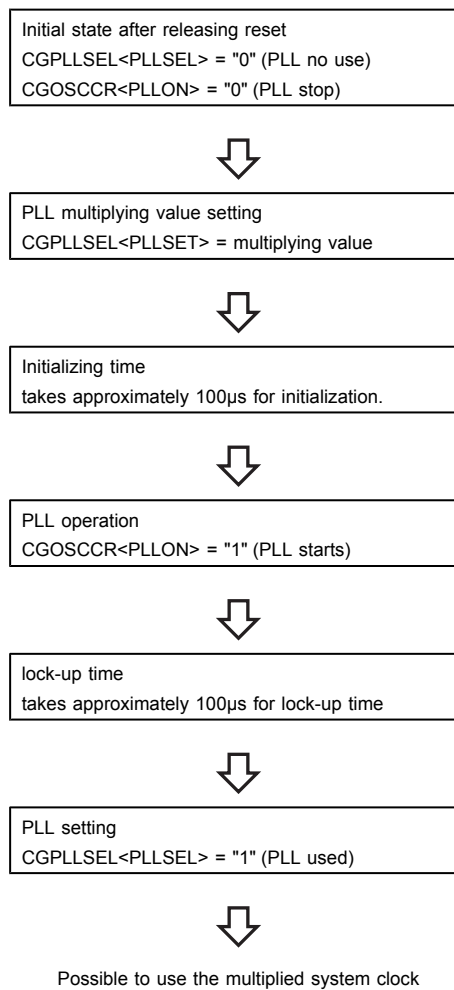 Initial state after releasing reset
CGPLLSEL<PLLSEL> = "0" (PLL no use)
CGOSCCR<PLLON> = "0" (PLL stop)
PLL multiplying value setting
CGPLLSEL<PLLSET> = multiplying value
Initializing time
takes approximately 100μs for initialization.
PLL operation
CGOSCCR<PLLON> = "1" (PLL starts)
lock-up time
takes approximately 100μs for lock-up time
PLL setting
CGPLLSEL<PLLSEL> = "1" (PLL used)
Possible to use the multiplied system clock